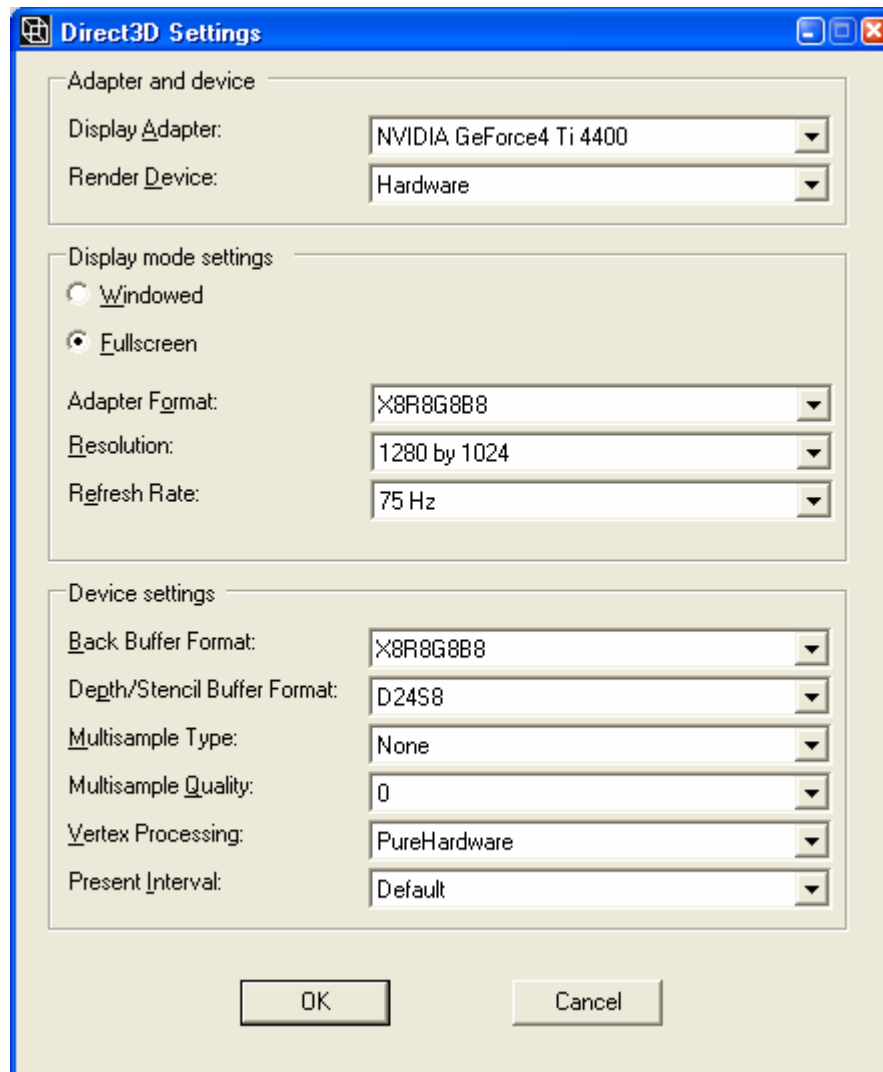 Direct3D Settings
Adapter and device
Display Adapter: NVIDIA GeForce4 Ti 4400
Render Device: Hardware
Display mode settings
Windowed
Fullscreen
Adapter Format: X8R8G8B8
Resolution: 1280 by 1024
Refresh Rate: 75 Hz
Device settings
Back Buffer Format: X8R8G8B8
Depth/Stencil Buffer Format: D24S8
Multisample Type: None
Multisample Quality: 0
Vertex Processing: PureHardware
Present Interval: Default
OK Cancel